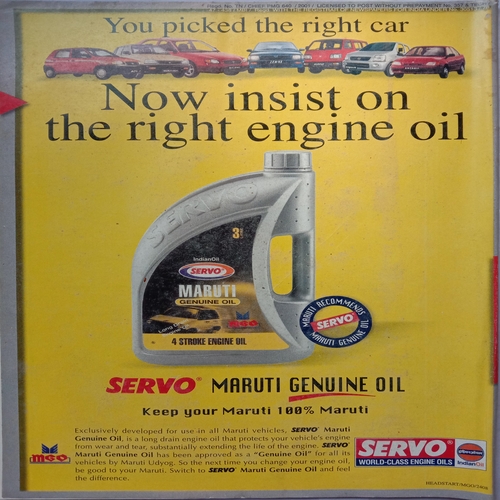 You picked the right car
Now insist on
the right engine oil
SERVO
3
IndianOil
SERVO
MARUTI
GENUINE OIL
MGO
4 STROKE ENGINE OIL
MARUTI RECOMMENDS
SERVO
MARUTI GENUINE OIL
SERVO® MARUTI GENUINE OIL
Keep your Maruti 100% Maruti
Exclusively developed for use in all Maruti vehicles, SERVO® Maruti
Genuine Oil, is a long drain engine oil that protects your vehicle's engine
from wear and tear, substantially extending the life of the engine. SERVO®
Maruti Genuine Oil has been approved as a "Genuine Oil" for all its
vehicles by Maruti Udyog. So the next time you change your engine oil,
be good to your Maruti. Switch to SERVO® Maruti Genuine Oil and feel
the difference.
MGO
SERVO®
WORLD-CLASS ENGINE OILS
IndianOil